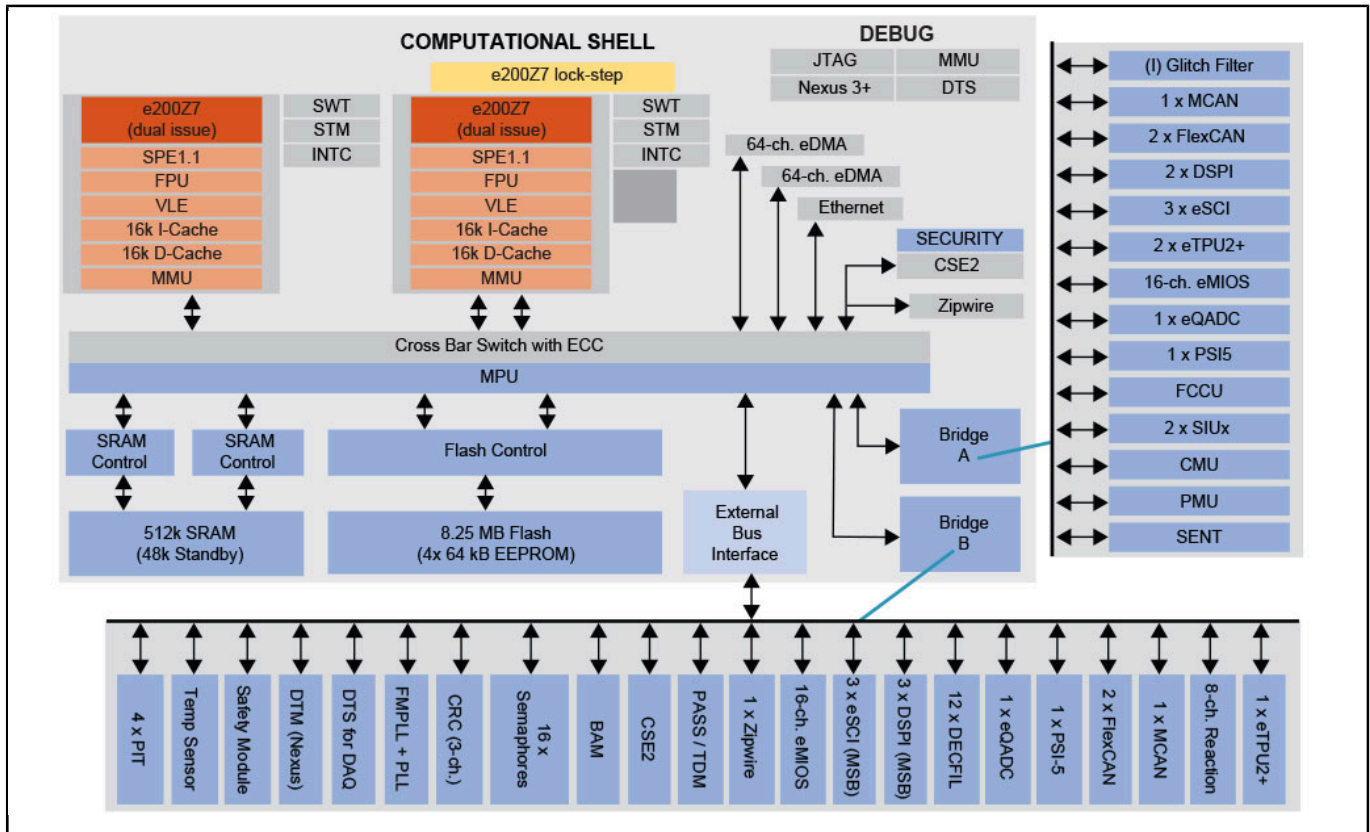 COMPUTATIONAL SHELL
DEBUG
JTAG
MMU
Nexus 3+
DTS
e200Z7 lock-step
e200Z7
(dual issue)
SPE1.1
FPU
VLE
16k I-Cache
16k D-Cache
MMU
SWT
STM
INTC
e200Z7
(dual issue)
SPE1.1
FPU
VLE
16k I-Cache
16k D-Cache
MMU
SWT
STM
INTC
64-ch. eDMA
64-ch. eDMA
Ethernet
SECURITY
CSE2
Zipwire
Cross Bar Switch with ECC
MPU
SRAM
Control
SRAM
Control
Flash Control
512k SRAM
(48k Standby)
8.25 MB Flash
(4x 64 kB EEPROM)
External
Bus
Interface
Bridge
A
Bridge
B
(I) Glitch Filter
1 x MCAN
2 x FlexCAN
2 x DSPI
3 x eSCI
2 x eTPU2+
16-ch. eMIOS
1 x eQADC
1 x PSI5
FCCU
2 x SIUx
CMU
PMU
SENT
4 x PIT
Temp Sensor
Safety Module
DTM (Nexus)
DTS for DAQ
FMPLL + PLL
CRC (3-ch.)
16 x
Semaphores
BAM
CSE2
PASS / TDM
1 x Zipwire
16-ch. eMIOS
3 x eSCI (MSB)
3 x DSPI (MSB)
12 x DECFIL
1 x eQADC
1 x PSI-5
2 x FlexCAN
1 x MCAN
8-ch. Reaction
1 x eTPU2+